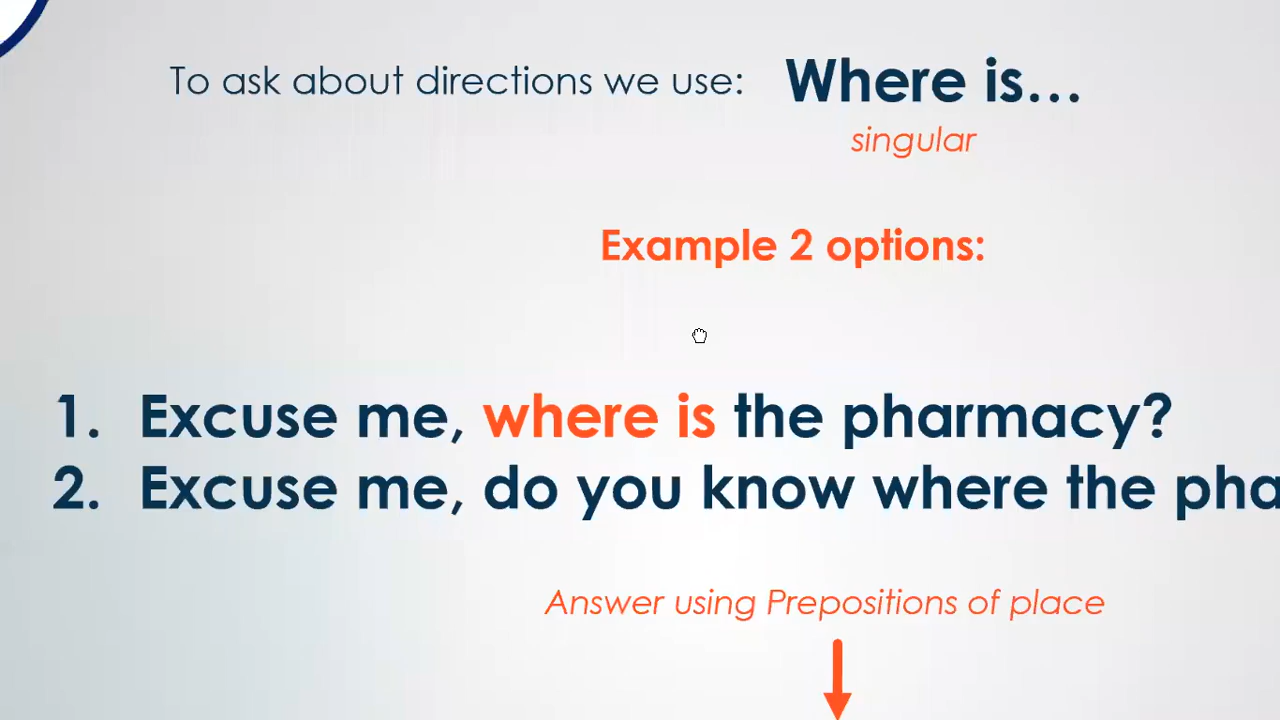 To ask about directions we use: Where is...
singular
Example 2 options:
1. Excuse me, where is the pharmacy?
2. Excuse me, do you know where the
Answer using Prepositions of place